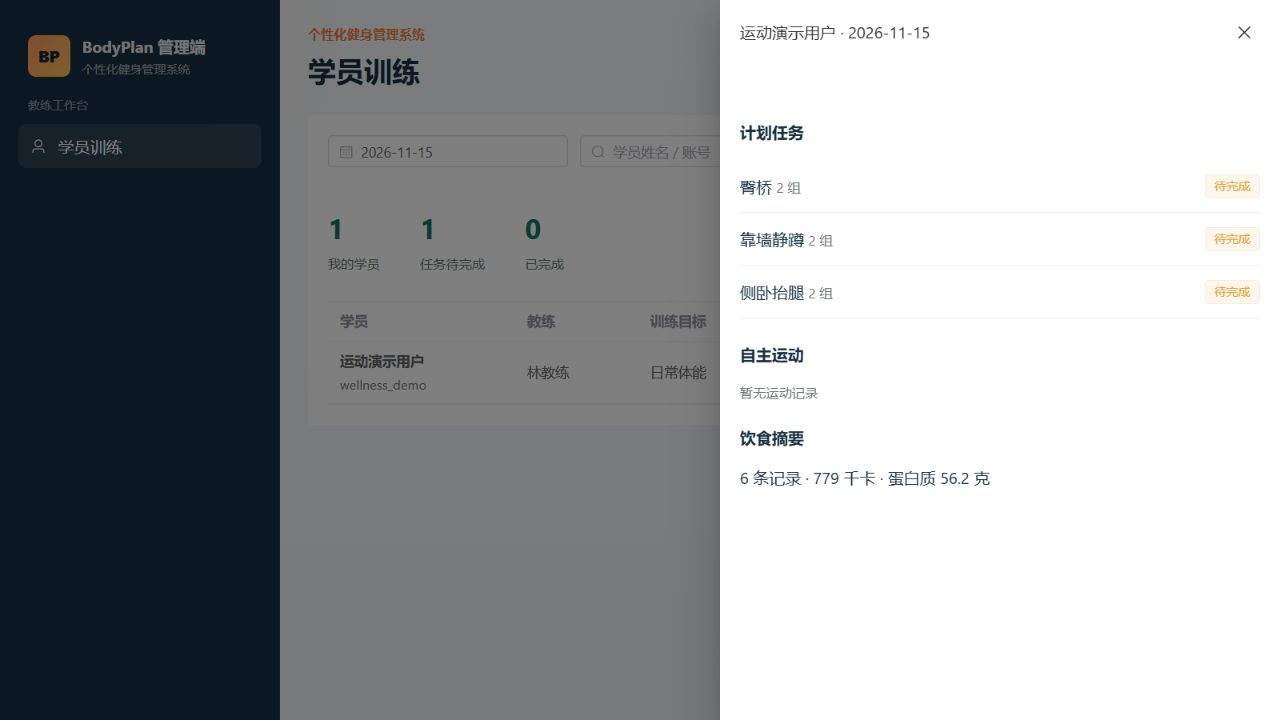 BP
BodyPlan 管理端
个性化健身管理系统
教练工作台
学员训练
个性化健身管理系统
学员训练
2026-11-15
学员姓名 / 账号
1
我的学员
1
任务待完成
0
已完成
学员 教练 训练目标
运动演示用户
wellness_demo
林教练
日常体能
运动演示用户 · 2026-11-15
计划任务
臀桥 2 组 待完成
靠墙静蹲 2 组 待完成
侧卧抬腿 2 组 待完成
自主运动
暂无运动记录
饮食摘要
6 条记录 · 779 千卡 · 蛋白质 56.2 克